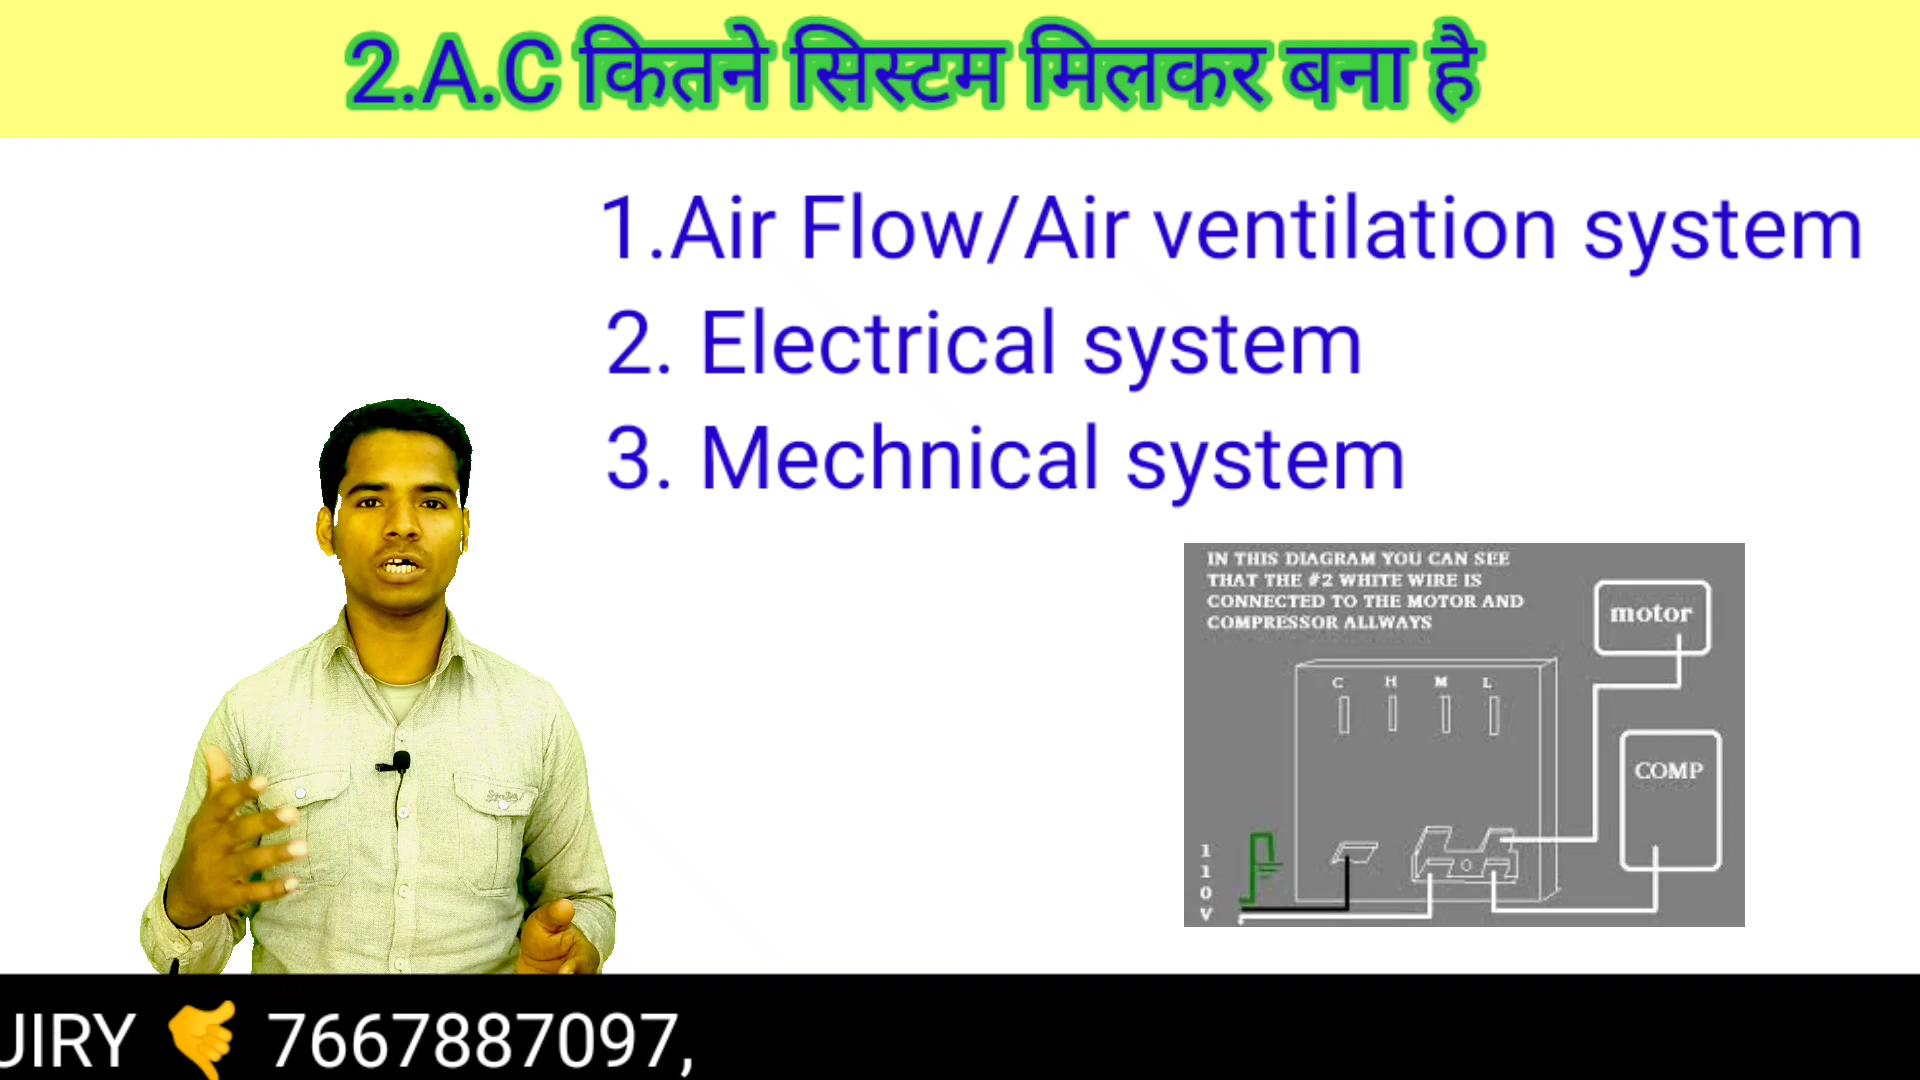 2.A.C कितने सिस्टम मिलकर बना है
1.Air Flow/Air ventilation system
2. Electrical system
3. Mechnical system
IN THIS DIAGRAM YOU CAN SEE
THAT THE #2 WHITE WIRE IS
CONNECTED TO THE MOTOR AND
COMPRESSOR ALLWAYS
motor
C H M L
COMP
110V
UIRY 🤙 7667887097,